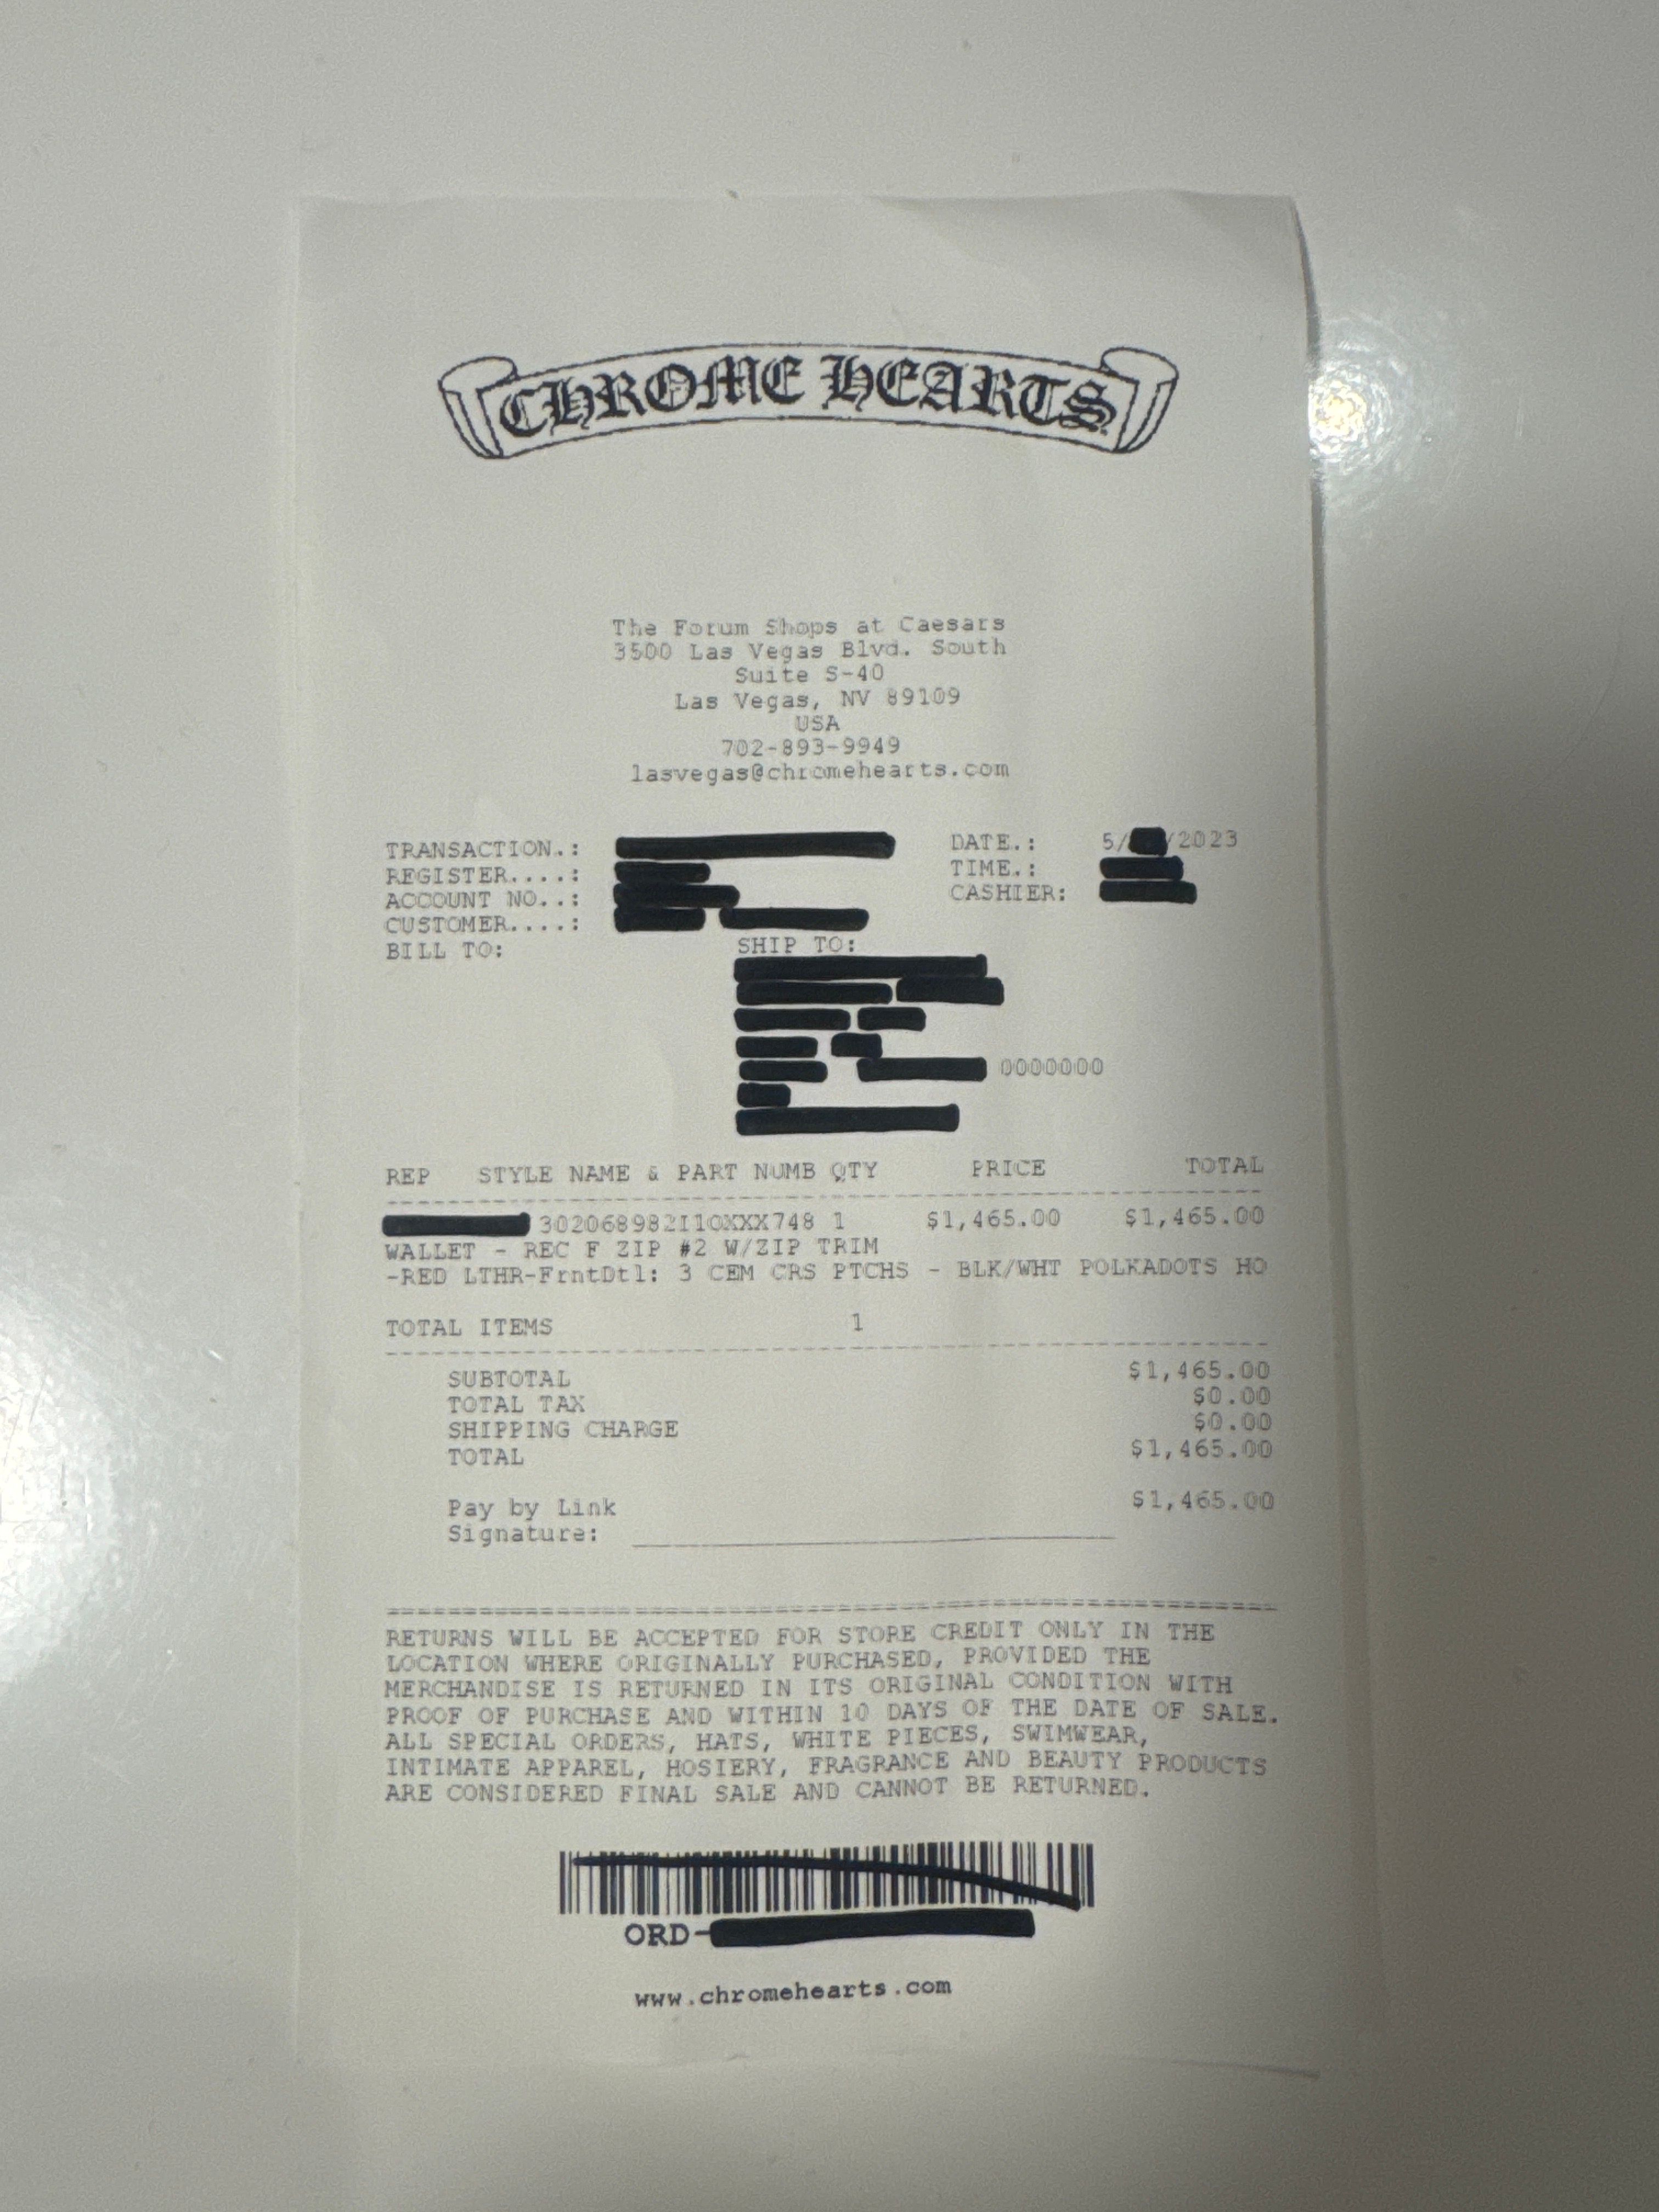 CHROME HEARTS
The Forum Shops at Caesars
3500 Las Vegas Blvd. South
Suite S-40
Las Vegas, NV 89109
USA
702-893-9949
lasvegas@chromehearts.com
TRANSACTION.: DATE.: 5/ /2023
REGISTER....: TIME.:
ACCOUNT NO..: CASHIER:
CUSTOMER....:
BILL TO: SHIP TO:
0000000
REP STYLE NAME & PART NUMB QTY PRICE TOTAL
302068982I10XXX748 1 $1,465.00 $1,465.00
WALLET - REC F ZIP #2 W/ZIP TRIM
-RED LTHR-FrntDtl: 3 CEM CRS PTCHS - BLK/WHT POLKADOTS HO
TOTAL ITEMS 1
SUBTOTAL $1,465.00
TOTAL TAX $0.00
SHIPPING CHARGE $0.00
TOTAL $1,465.00
Pay by Link $1,465.00
Signature:
RETURNS WILL BE ACCEPTED FOR STORE CREDIT ONLY IN THE
LOCATION WHERE ORIGINALLY PURCHASED, PROVIDED THE
MERCHANDISE IS RETURNED IN ITS ORIGINAL CONDITION WITH
PROOF OF PURCHASE AND WITHIN 10 DAYS OF THE DATE OF SALE.
ALL SPECIAL ORDERS, HATS, WHITE PIECES, SWIMWEAR,
INTIMATE APPAREL, HOSIERY, FRAGRANCE AND BEAUTY PRODUCTS
ARE CONSIDERED FINAL SALE AND CANNOT BE RETURNED.
ORD-
www.chromehearts.com